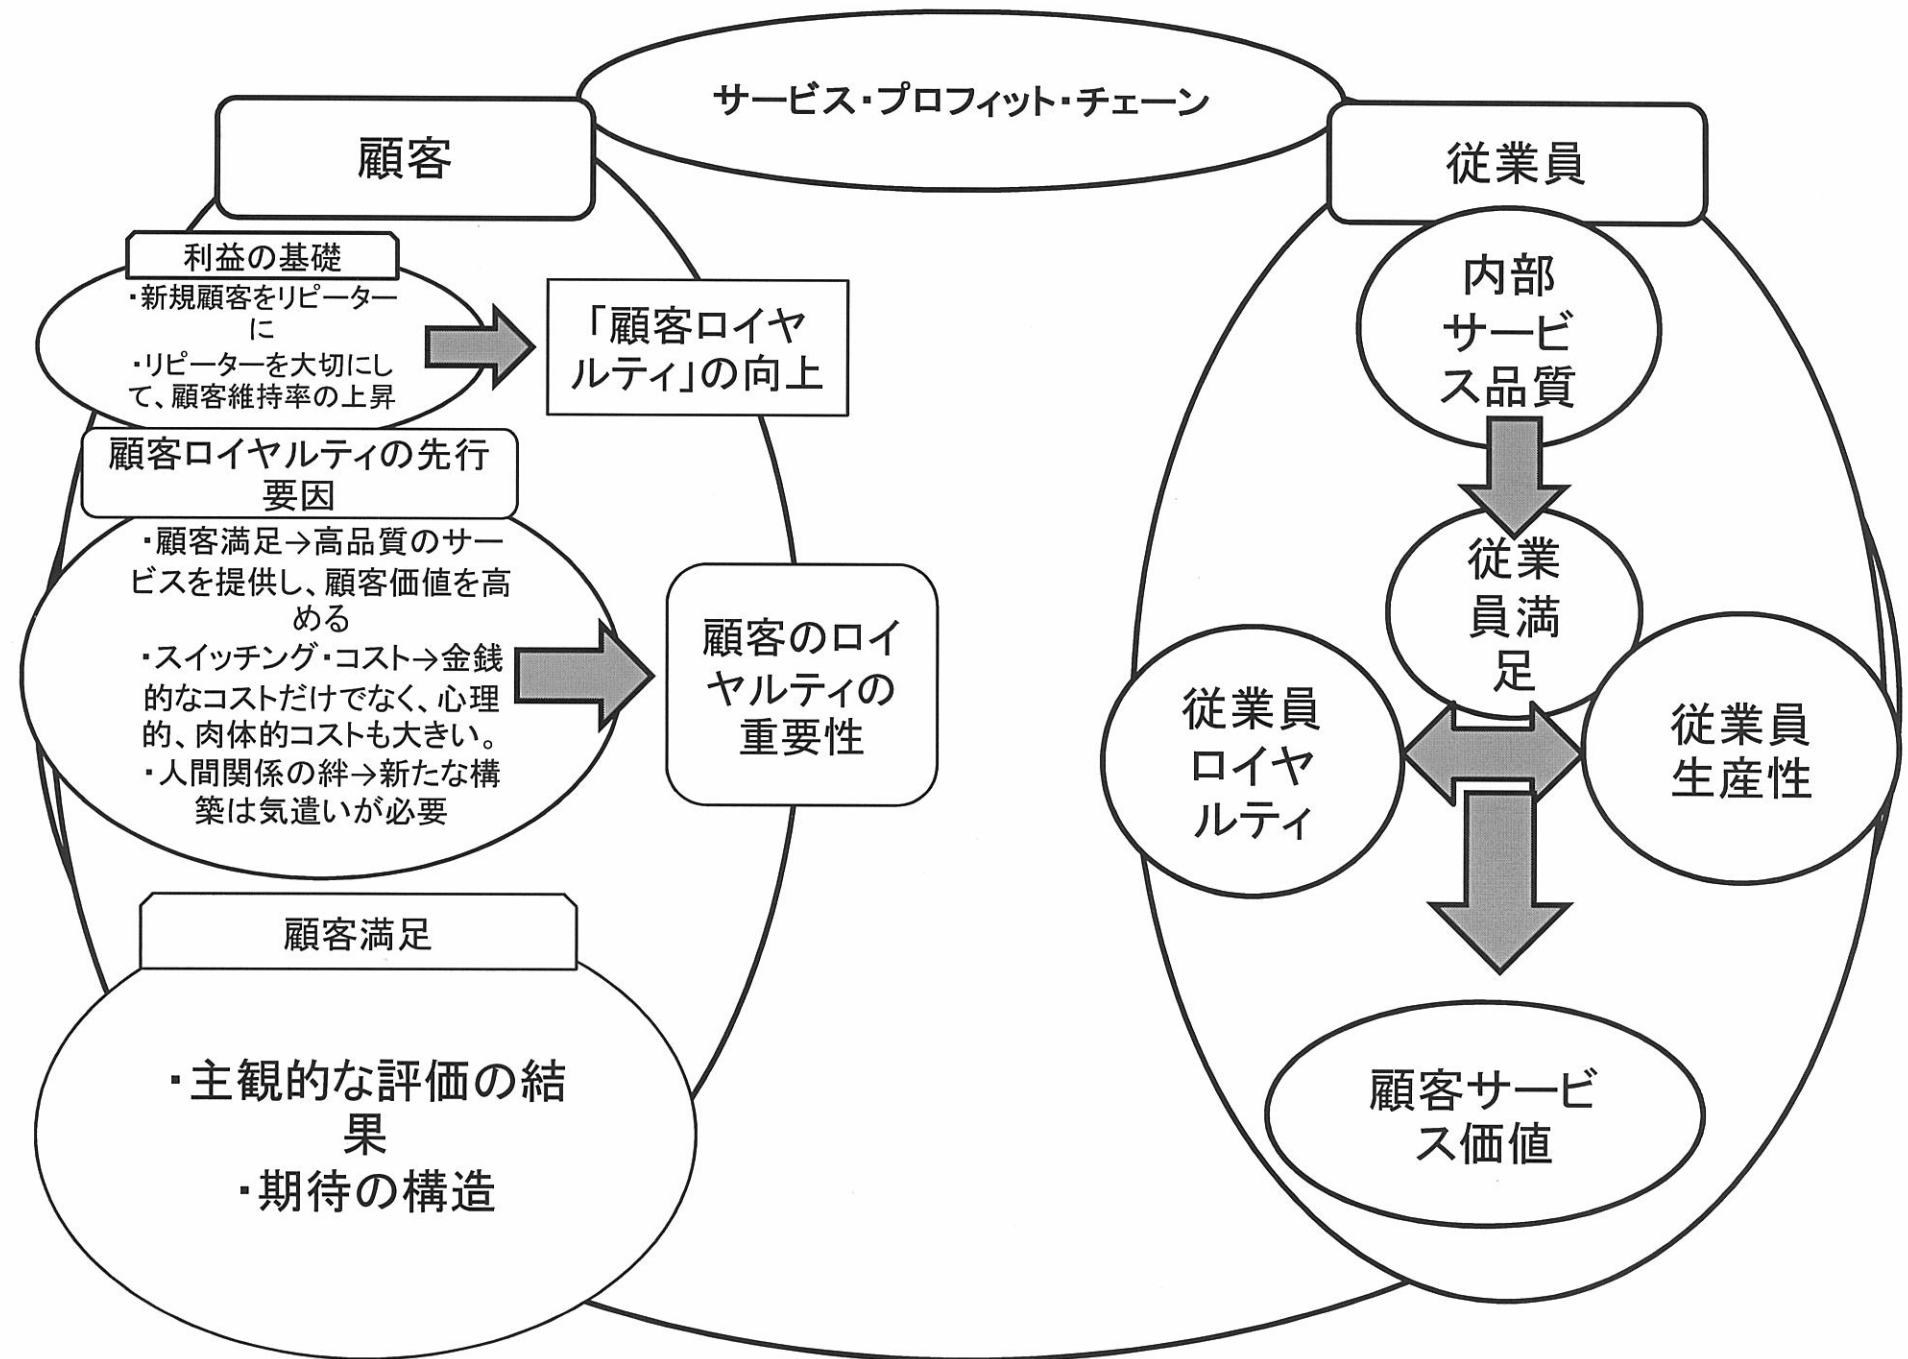 サービス・プロフィット・チェーン
顧客
利益の基礎
・新規顧客をリピーター
に
・リピーターを大切にし
て、顧客維持率の上昇
「顧客ロイヤ
ルティ」の向上
顧客ロイヤルティの先行
要因
・顧客満足→高品質のサー
ビスを提供し、顧客価値を高
める
・スイッチング・コスト→金銭
的なコストだけでなく、心理
的、肉体的コストも大きい。
・人間関係の絆→新たな構
築は気遣いが必要
顧客のロイ
ヤルティの
重要性
顧客満足
・主観的な評価の結
果
・期待の構造
従業員
内部
サービ
ス品質
従業
員満
足
従業員
ロイヤ
ルティ
従業員
生産性
顧客サービ
ス価値